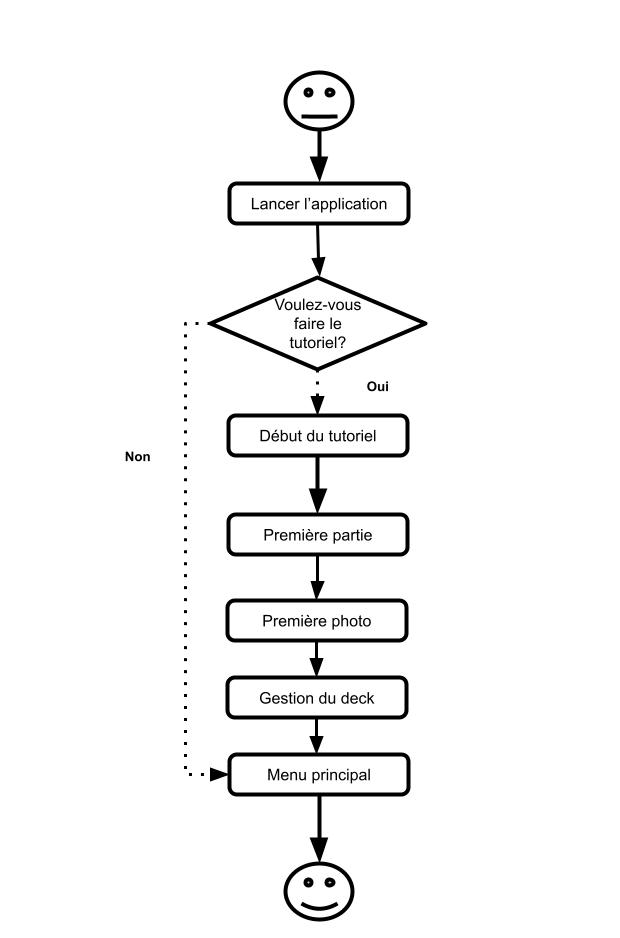 Lancer l'application
Voulez-vous
faire le
tutoriel?
Oui
Début du tutoriel
Non
Première partie
Première photo
Gestion du deck
Menu principal